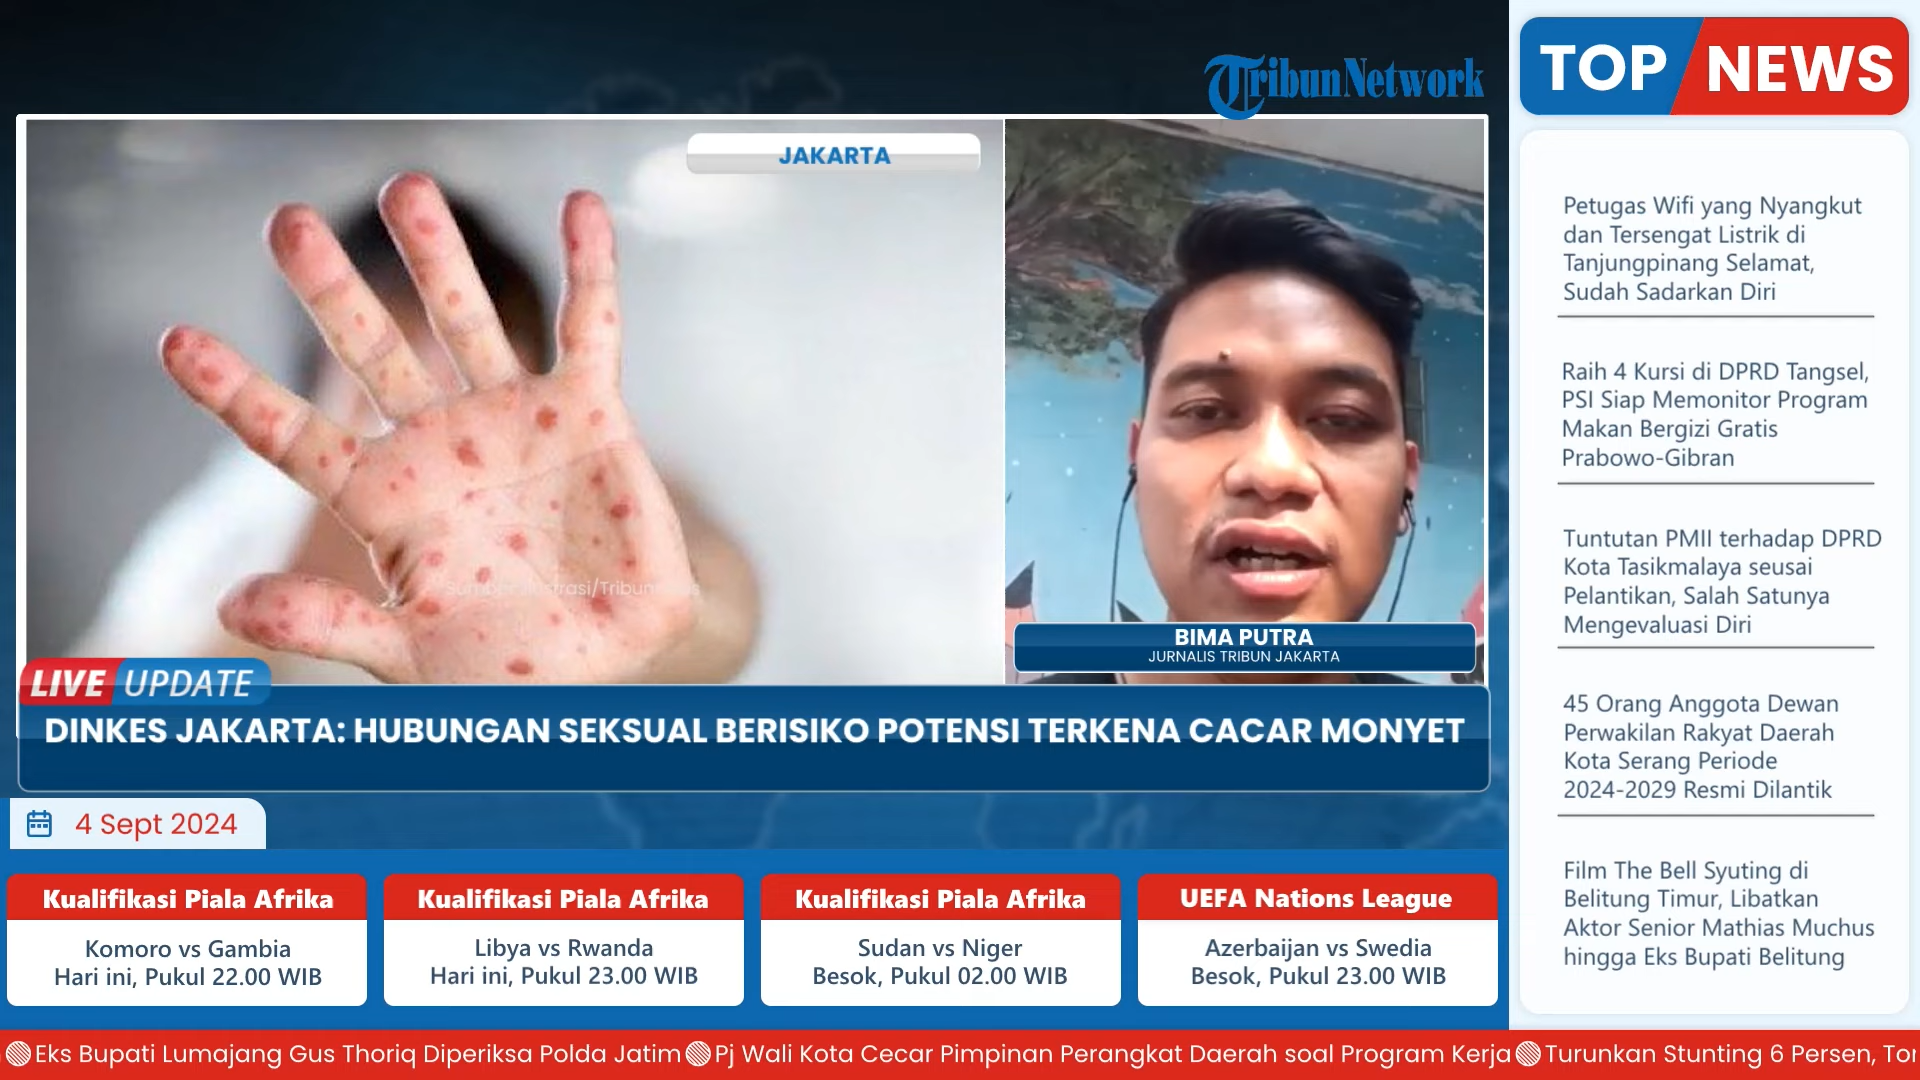 TribunNetwork
JAKARTA
BIMA PUTRA
JURNALIS TRIBUN JAKARTA
LIVE UPDATE
DINKES JAKARTA: HUBUNGAN SEKSUAL BERISIKO POTENSI TERKENA CACAR MONYET
4 Sept 2024
Kualifikasi Piala Afrika
Komoro vs Gambia
Hari ini, Pukul 22.00 WIB
Kualifikasi Piala Afrika
Libya vs Rwanda
Hari ini, Pukul 23.00 WIB
Kualifikasi Piala Afrika
Sudan vs Niger
Besok, Pukul 02.00 WIB
UEFA Nations League
Azerbaijan vs Swedia
Besok, Pukul 23.00 WIB
TOP NEWS
Petugas Wifi yang Nyangkut
dan Tersengat Listrik di
Tanjungpinang Selamat,
Sudah Sadarkan Diri
Raih 4 Kursi di DPRD Tangsel,
PSI Siap Memonitor Program
Makan Bergizi Gratis
Prabowo-Gibran
Tuntutan PMII terhadap DPRD
Kota Tasikmalaya seusai
Pelantikan, Salah Satunya
Mengevaluasi Diri
45 Orang Anggota Dewan
Perwakilan Rakyat Daerah
Kota Serang Periode
2024-2029 Resmi Dilantik
Film The Bell Syuting di
Belitung Timur, Libatkan
Aktor Senior Mathias Muchus
hingga Eks Bupati Belitung
Eks Bupati Lumajang Gus Thoriq Diperiksa Polda Jatim Pj Wali Kota Cecar Pimpinan Perangkat Daerah soal Program Kerja Turunkan Stunting 6 Persen,